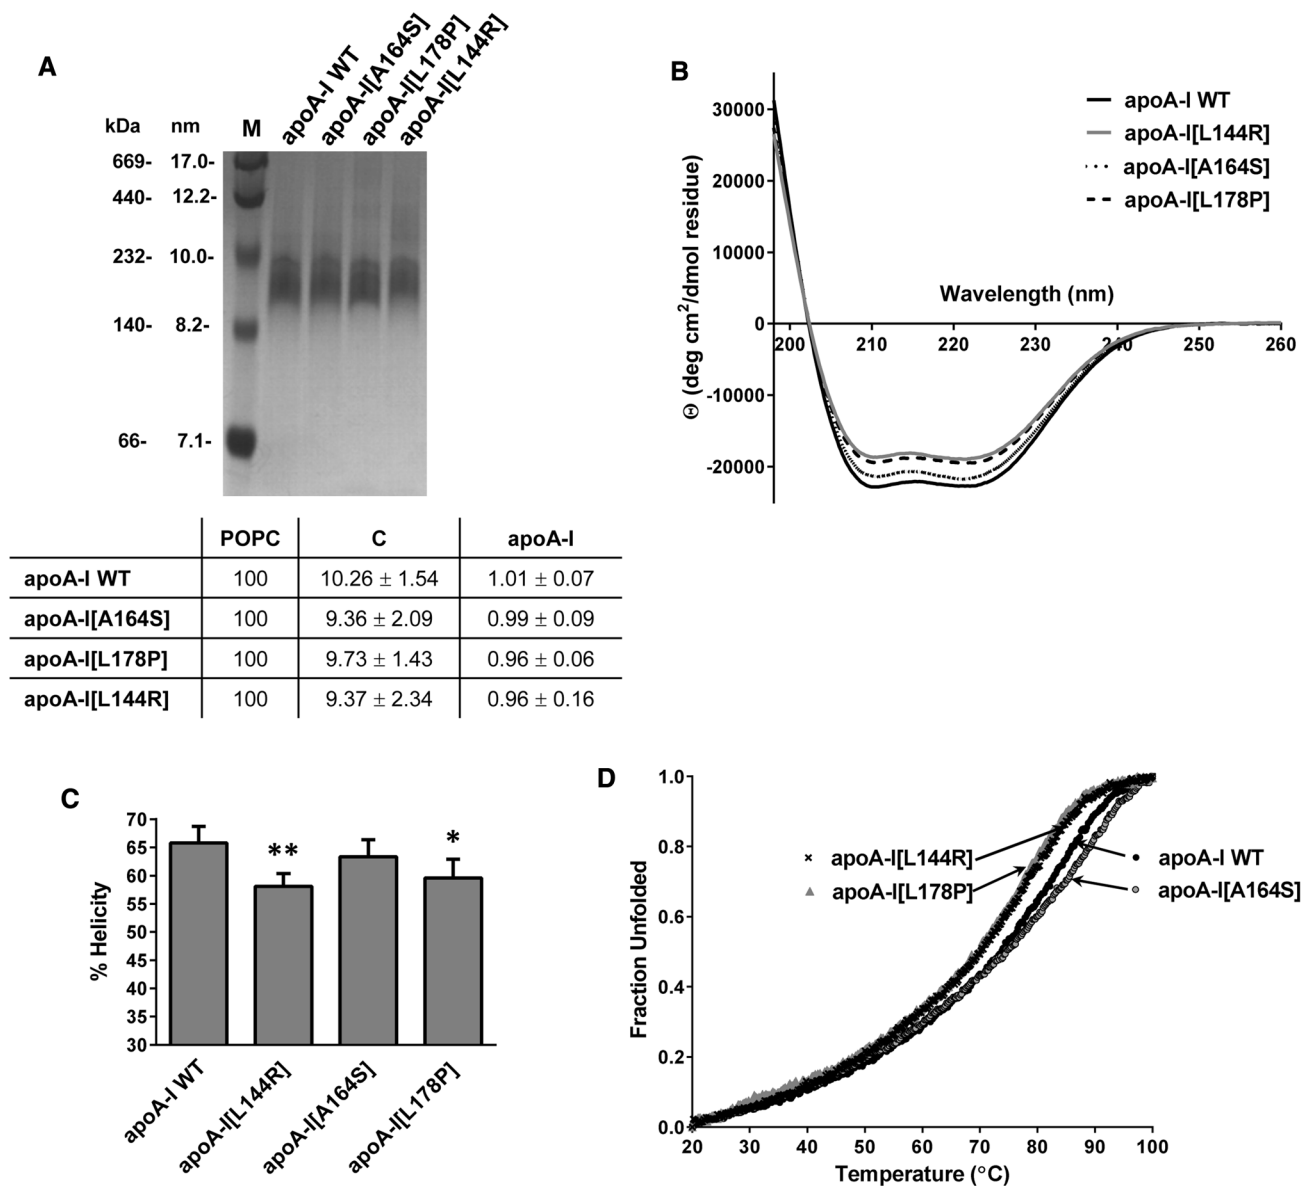 A
apoA-I WT
apoA-I[A164S]
apoA-I[L178P]
apoA-I[L144R]
kDa nm M
669- 17.0-
440- 12.2-
232- 10.0-
140- 8.2-
66- 7.1-
POPC C apoA-I
apoA-I WT 100 10.26 ± 1.54 1.01 ± 0.07
apoA-I[A164S] 100 9.36 ± 2.09 0.99 ± 0.09
apoA-I[L178P] 100 9.73 ± 1.43 0.96 ± 0.06
apoA-I[L144R] 100 9.37 ± 2.34 0.96 ± 0.16
B
apoA-I WT
apoA-I[L144R]
apoA-I[A164S]
apoA-I[L178P]
30000
20000
10000
0
-10000
-20000
Θ (deg cm²/dmol residue)
Wavelength (nm)
200 210 220 230 240 250 260
C
% Helicity
70
65
60
55
50
45
40
35
30
** *
apoA-I WT
apoA-I[L144R]
apoA-I[A164S]
apoA-I[L178P]
D
Fraction Unfolded
1.0
0.8
0.6
0.4
0.2
0.0
apoA-I[L144R] apoA-I WT
apoA-I[L178P] apoA-I[A164S]
20 30 40 50 60 70 80 90 100
Temperature (°C)